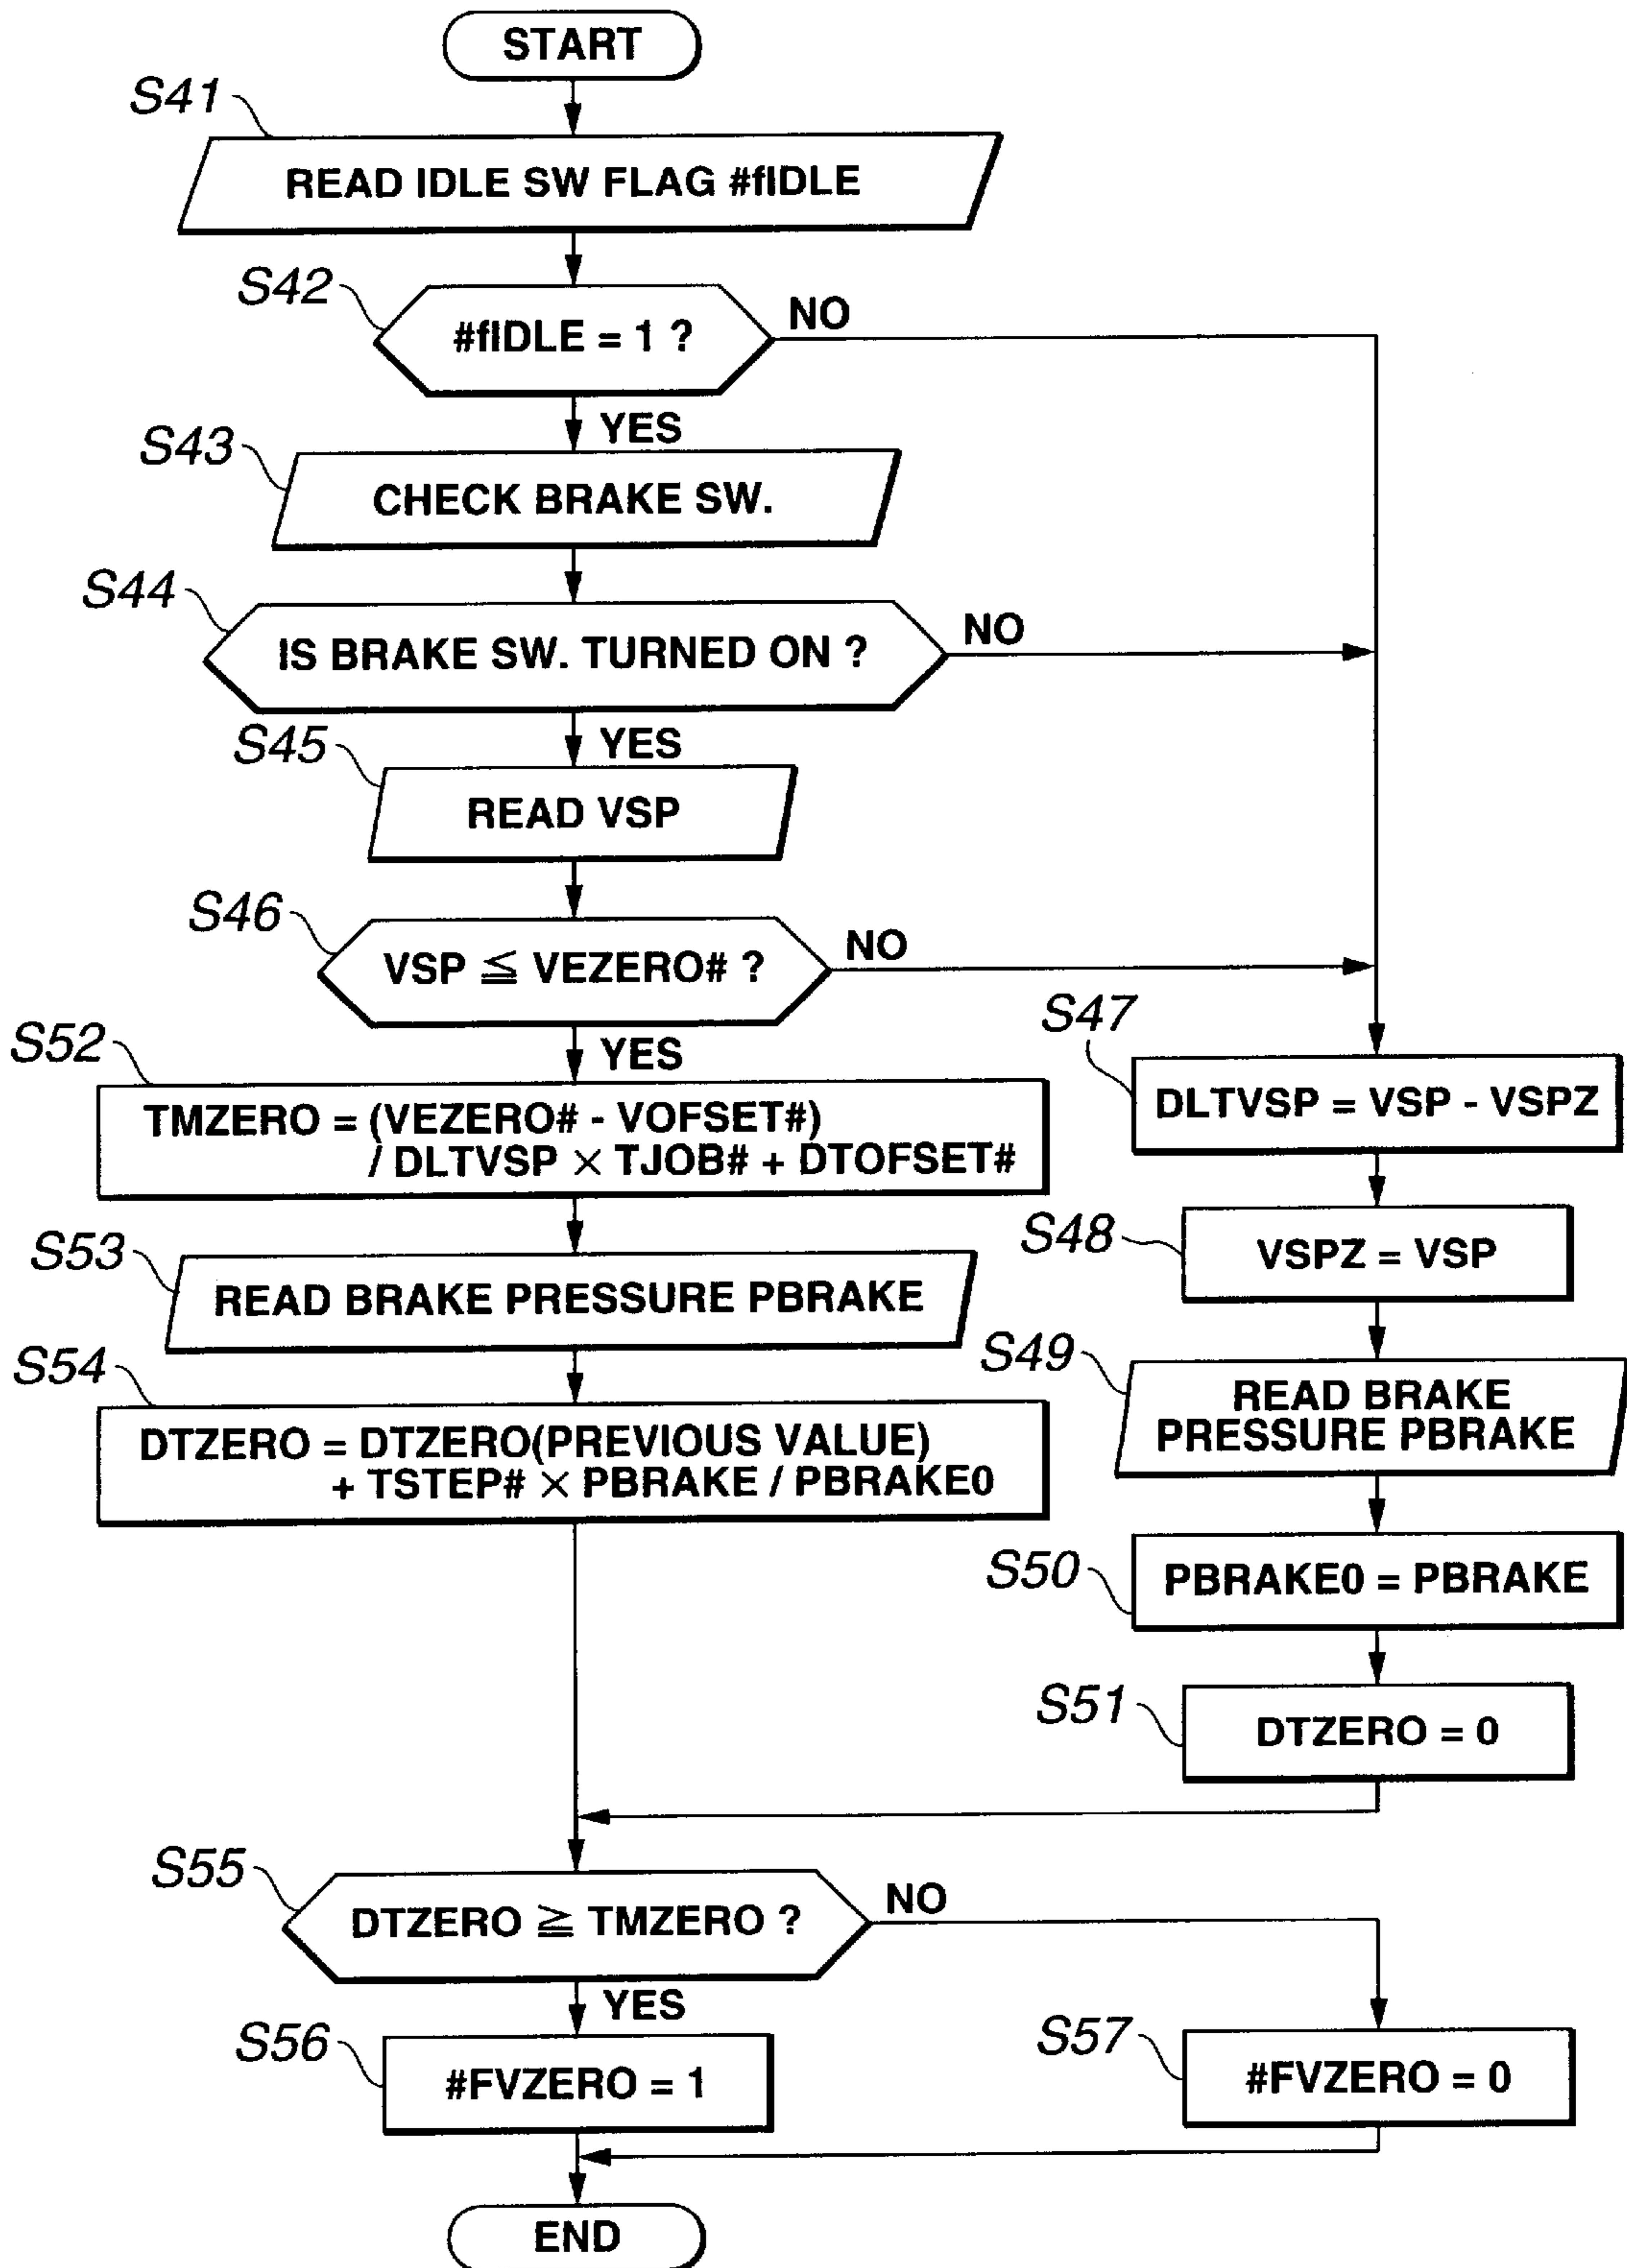 START
S41
READ IDLE SW FLAG #fIDLE
S42
#fIDLE = 1 ?
NO
YES
S43
CHECK BRAKE SW.
S44
IS BRAKE SW. TURNED ON ?
NO
YES
S45
READ VSP
S46
VSP ≦ VEZERO# ?
NO
YES
S47
DLTVSP = VSP - VSPZ
S52
TMZERO = (VEZERO# - VOFSET#)
/ DLTVSP × TJOB# + DTOFSET#
S48
VSPZ = VSP
S53
READ BRAKE PRESSURE PBRAKE
S49
READ BRAKE
PRESSURE PBRAKE
S54
DTZERO = DTZERO(PREVIOUS VALUE)
+ TSTEP# × PBRAKE / PBRAKE0
S50
PBRAKE0 = PBRAKE
S51
DTZERO = 0
S55
DTZERO ≧ TMZERO ?
NO
YES
S56
#FVZERO = 1
S57
#FVZERO = 0
END